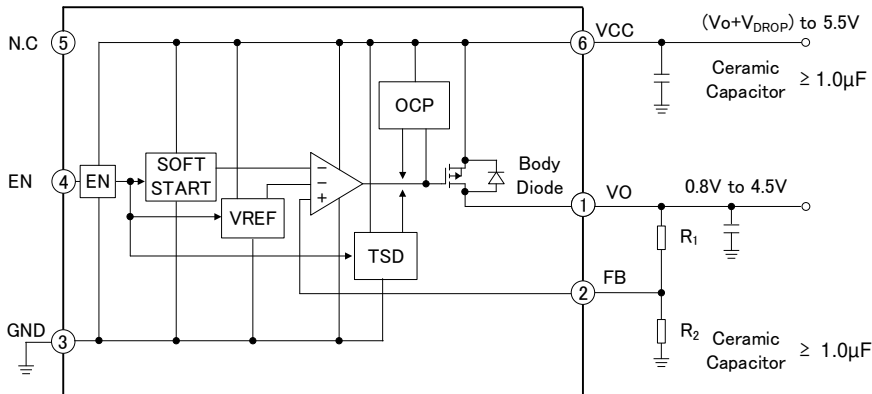 N.C 5
6 VCC
(Vo+VDROP) to 5.5V
Ceramic
Capacitor
≥ 1.0μF
OCP
EN 4
EN
SOFT
START
VREF
−
−
+
TSD
Body
Diode
1 VO
0.8V to 4.5V
R1
2 FB
R2
GND 3
Ceramic
Capacitor
≥ 1.0μF